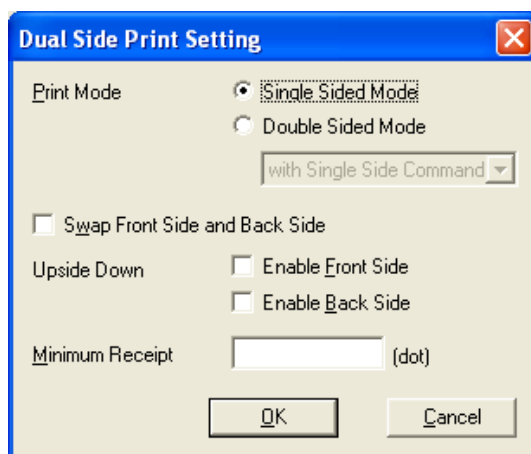 Dual Side Print Setting
Print Mode
Single Sided Mode
Double Sided Mode
with Single Side Command
Swap Front Side and Back Side
Upside Down
Enable Front Side
Enable Back Side
Minimum Receipt
(dot)
OK
Cancel